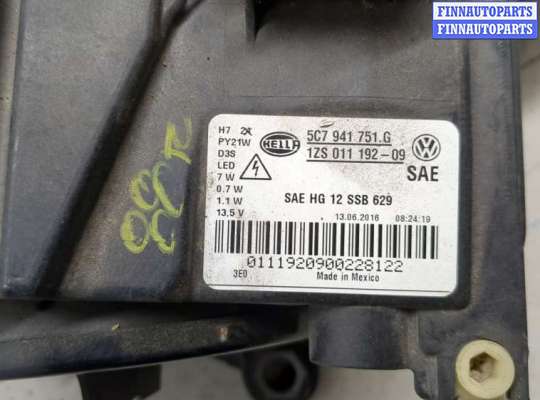 FINNAUTOPARTS
FINNAUTOPARTS
H7 2X
PY21W
D3S
LED
7 W
0.7 W
1.1 W
13,5 V
HELLA
5C7 941 751.G
1ZS 011 192-09
SAE
SAE HG 12 SSB 629
13.06.2016 08:24:19
0111920900228122
3E0
Made in Mexico